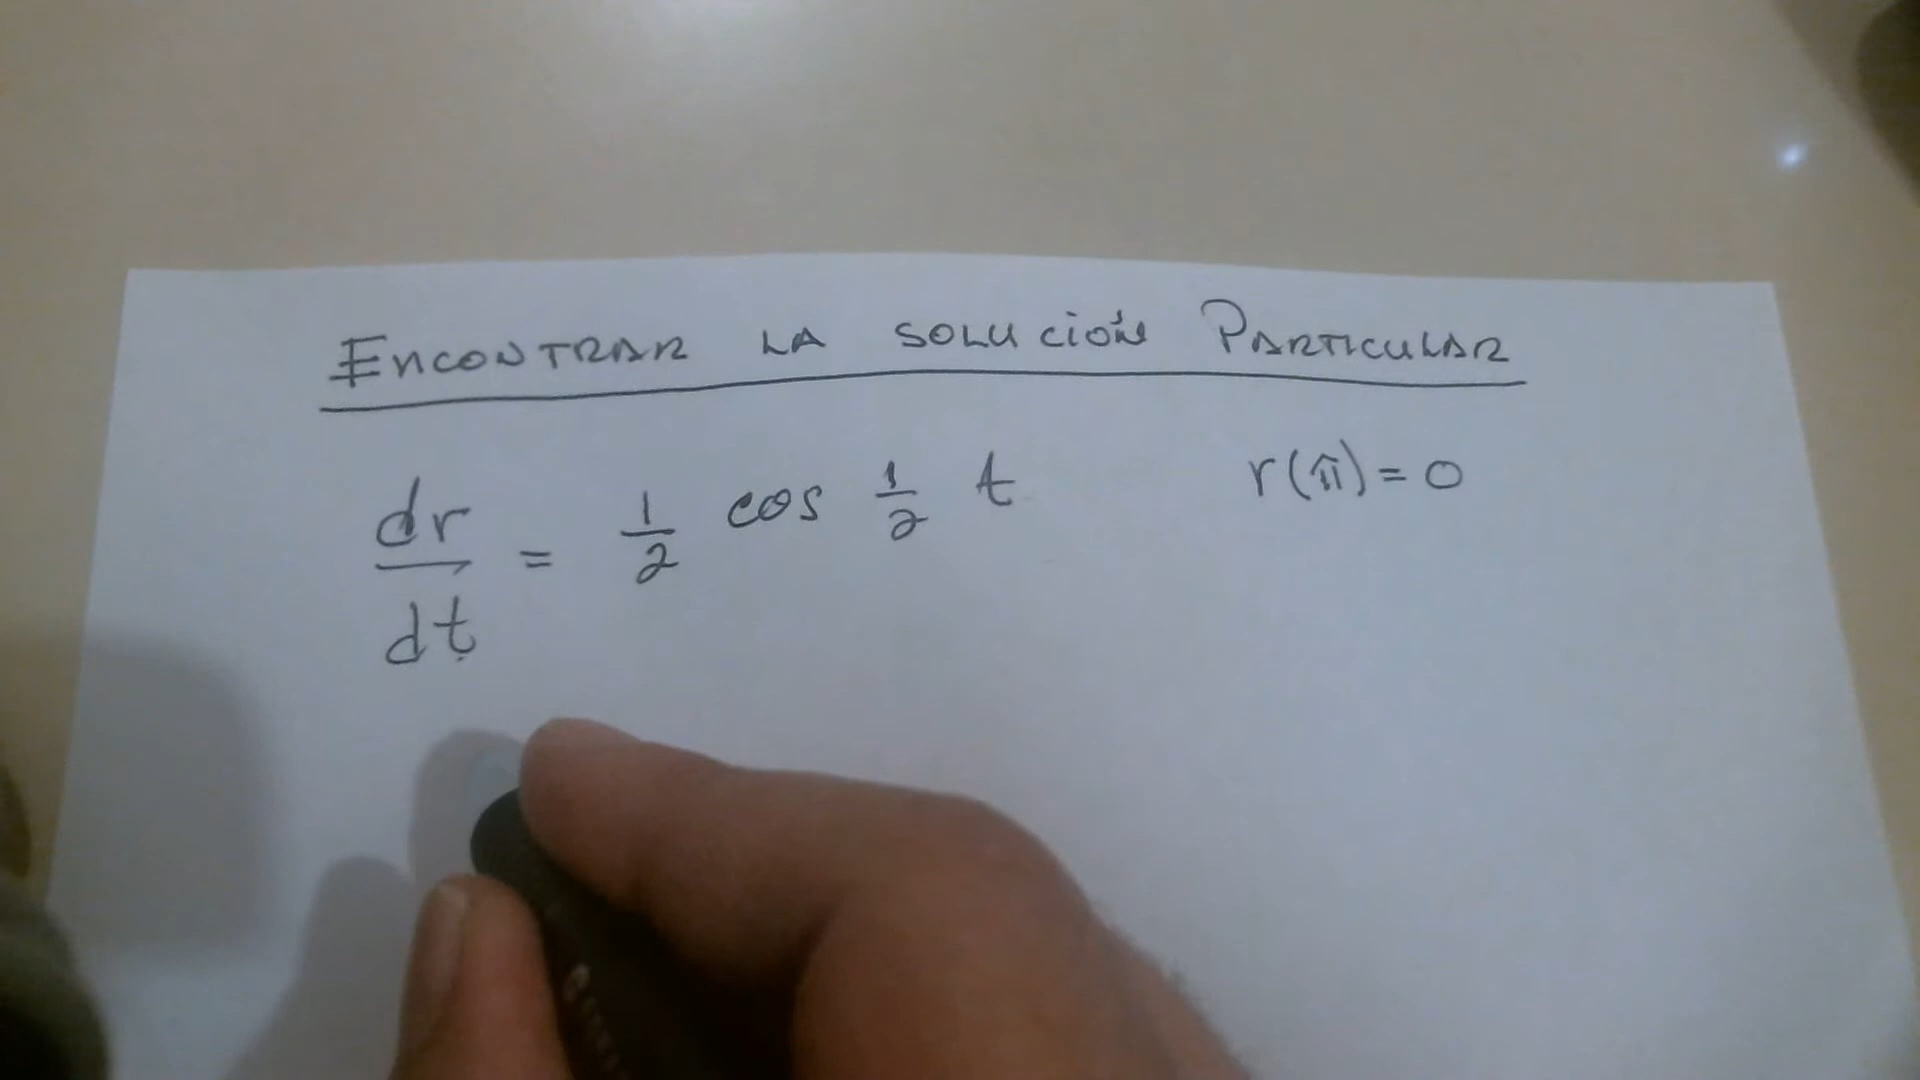 ENCONTRAR LA SOLUCIÓN PARTICULAR
dr/dt = 1/2 cos 1/2 t r(π) = 0